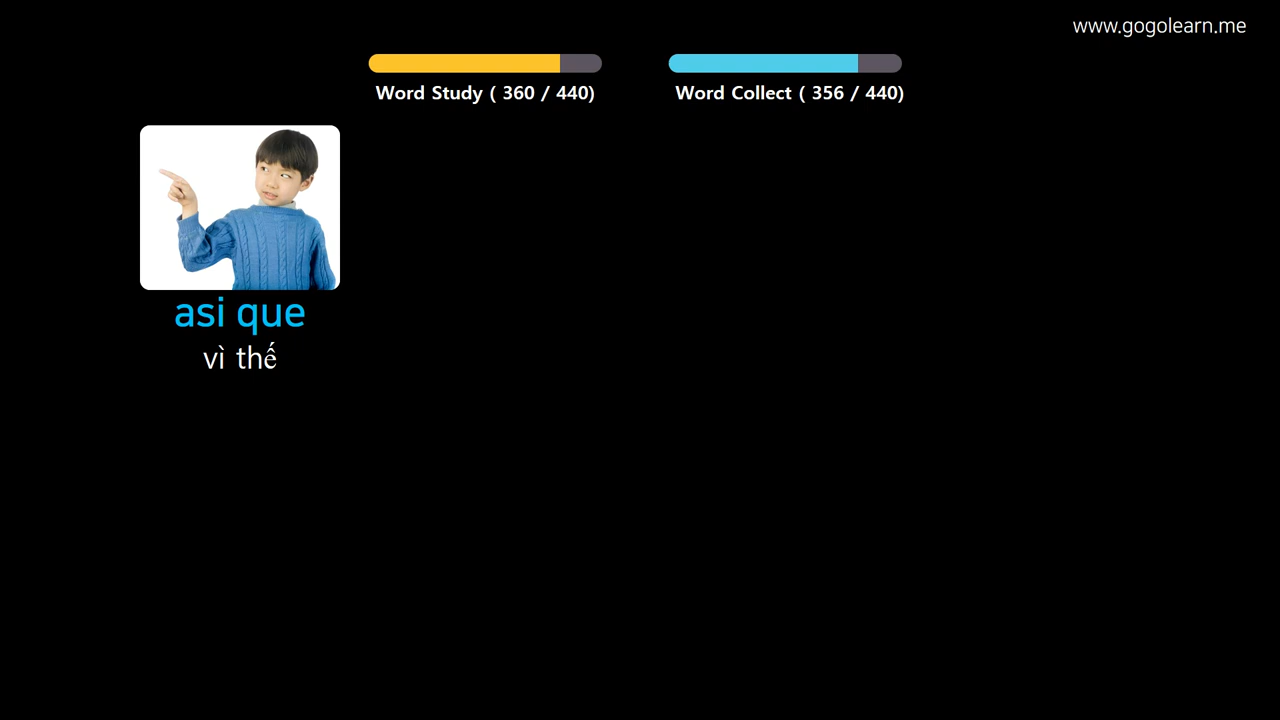 www.gogolearn.me
Word Study ( 360 / 440)
Word Collect ( 356 / 440)
asi que
vì thế